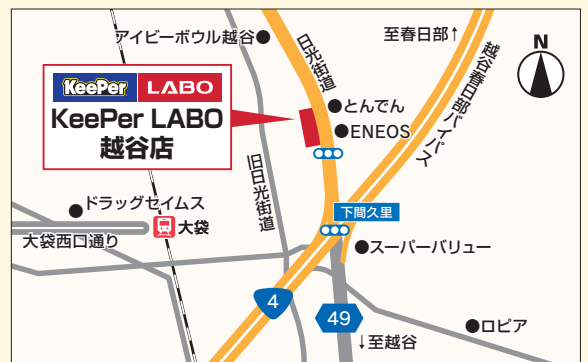 アイビーボウル越谷
日光街道
至春日部↑
越谷春日部バイパス
N
KeePer LABO
KeePer LABO
越谷店
とんでん
ENEOS
旧日光街道
ドラッグセイムス
大袋
大袋西口通り
下間久里
スーパーバリュー
4
49
↓至越谷
ロピア